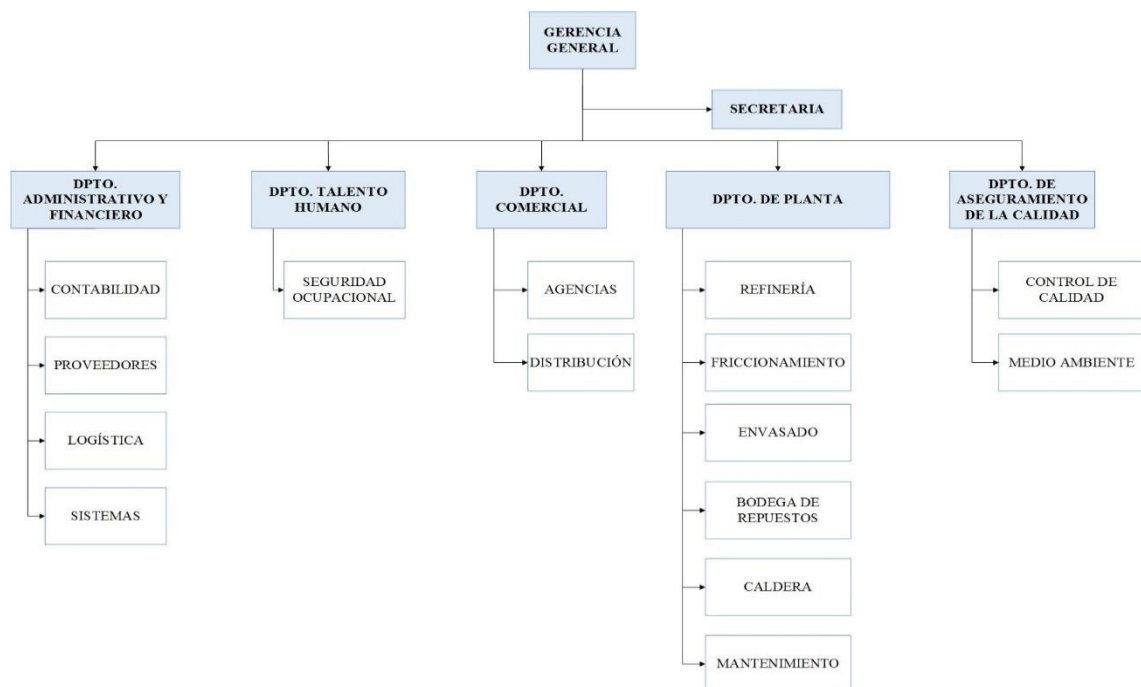 GERENCIA
GENERAL
SECRETARIA
DPTO.
ADMINISTRATIVO Y
FINANCIERO
DPTO. TALENTO
HUMANO
DPTO.
COMERCIAL
DPTO. DE PLANTA
DPTO. DE
ASEGURAMIENTO
DE LA CALIDAD
CONTABILIDAD
PROVEEDORES
LOGÍSTICA
SISTEMAS
SEGURIDAD
OCUPACIONAL
AGENCIAS
DISTRIBUCIÓN
REFINERÍA
FRICCIONAMIENTO
ENVASADO
BODEGA DE
REPUESTOS
CALDERA
MANTENIMIENTO
CONTROL DE
CALIDAD
MEDIO AMBIENTE